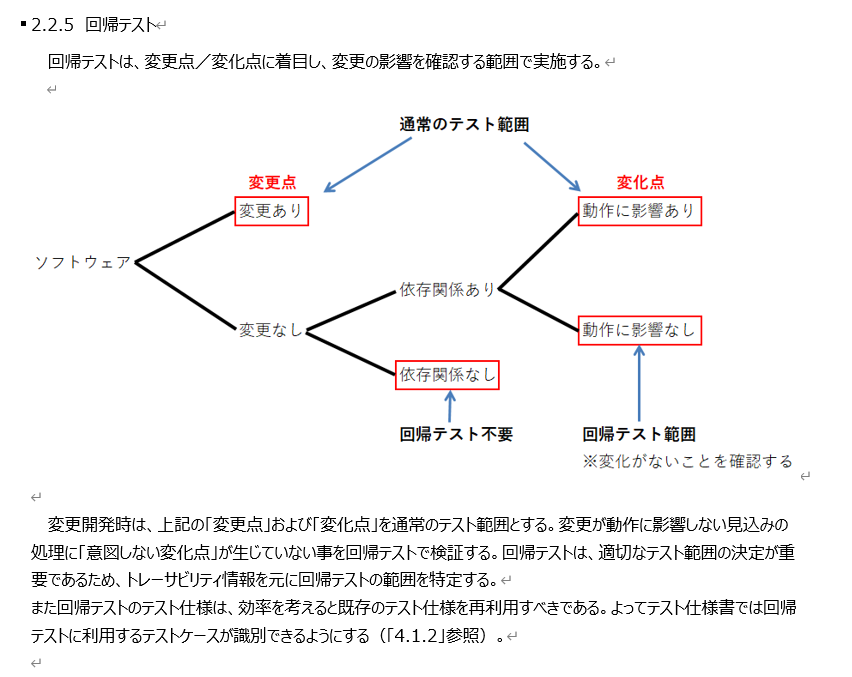 ▪2.2.5 回帰テスト
回帰テストは、変更点／変化点に着目し、変更の影響を確認する範囲で実施する。
通常のテスト範囲
変更点
変化点
変更あり
動作に影響あり
ソフトウェア
依存関係あり
変更なし
動作に影響なし
依存関係なし
回帰テスト不要
回帰テスト範囲
※変化がないことを確認する
変更開発時は、上記の「変更点」および「変化点」を通常のテスト範囲とする。変更が動作に影響しない見込みの
処理に「意図しない変化点」が生じていない事を回帰テストで検証する。回帰テストは、適切なテスト範囲の決定が重
要であるため、トレーサビリティ情報を元に回帰テストの範囲を特定する。
また回帰テストのテスト仕様は、効率を考えると既存のテスト仕様を再利用すべきである。よってテスト仕様書では回帰
テストに利用するテストケースが識別できるようにする（「4.1.2」参照）。